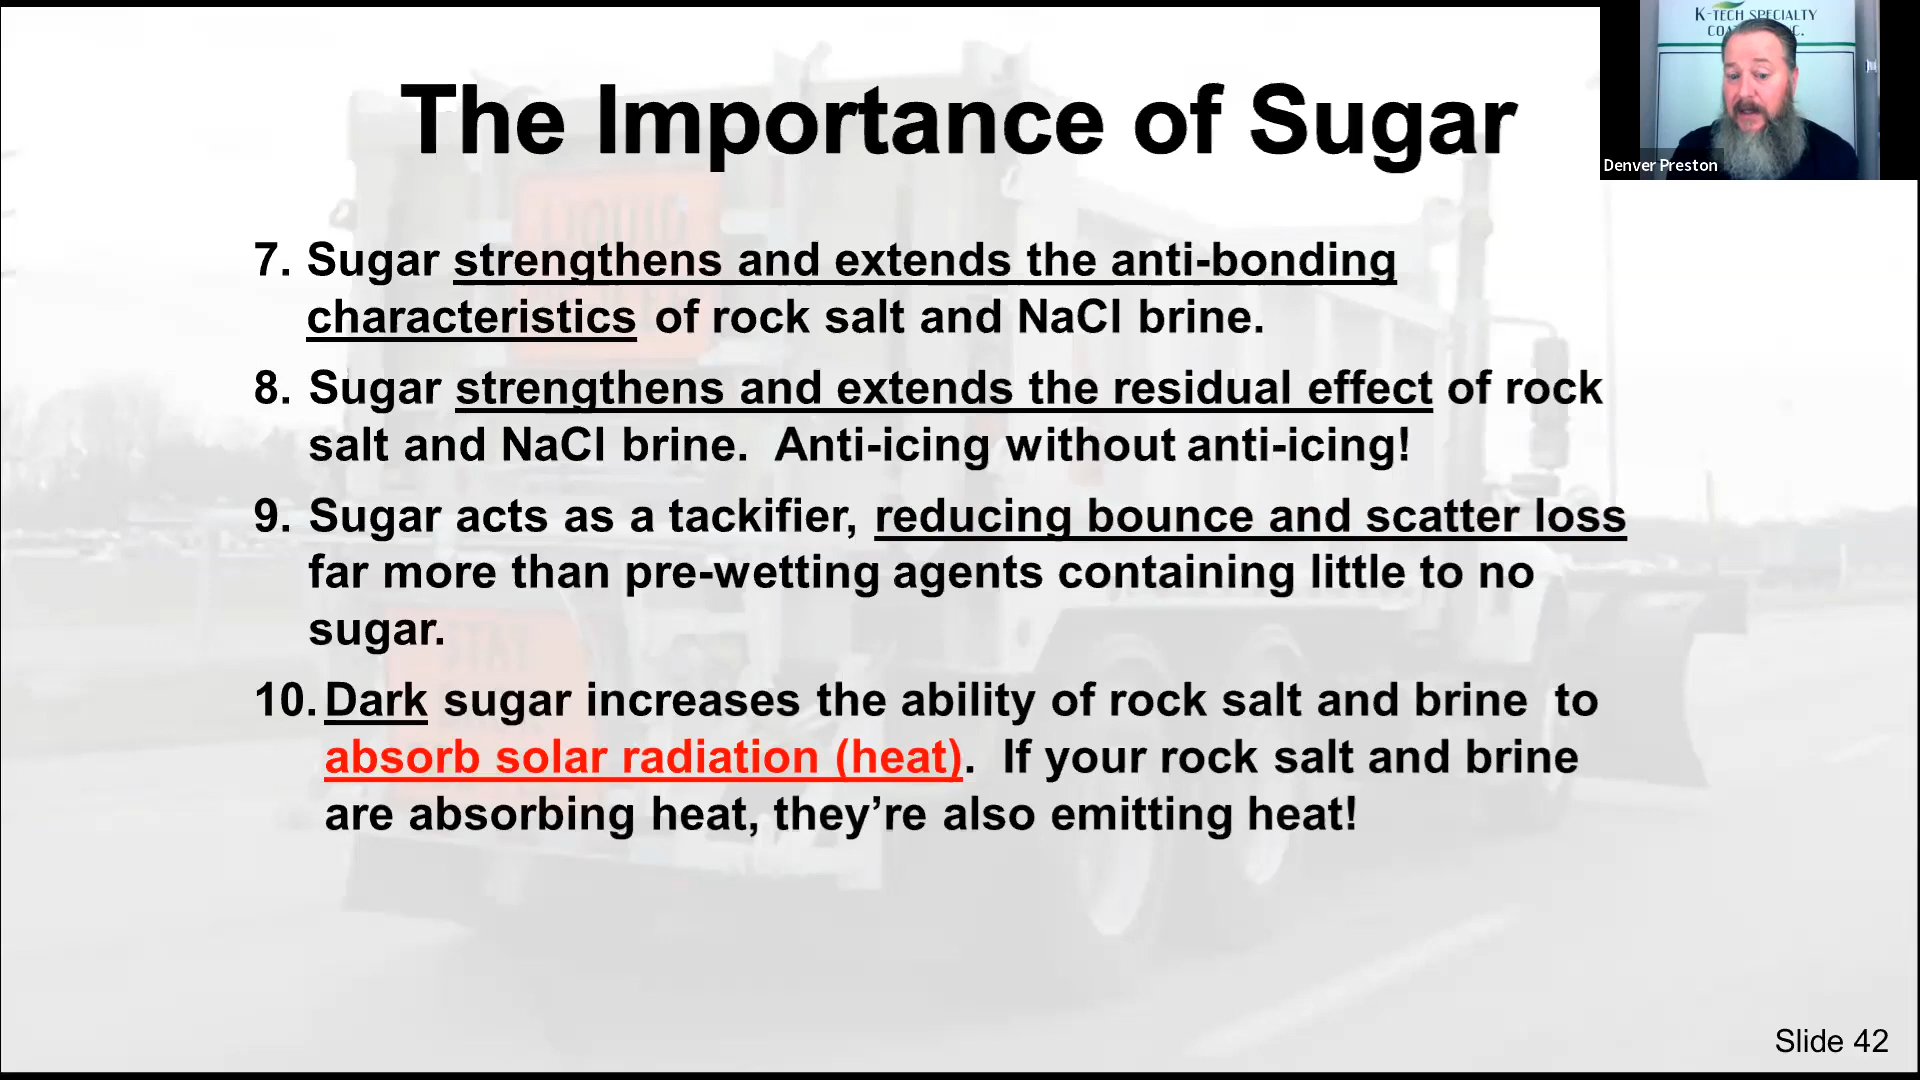 The Importance of Sugar
K-TECH SPECIALTY
Denver Preston
7. Sugar strengthens and extends the anti-bonding
characteristics of rock salt and NaCl brine.
8. Sugar strengthens and extends the residual effect of rock
salt and NaCl brine.  Anti-icing without anti-icing!
9. Sugar acts as a tackifier, reducing bounce and scatter loss
far more than pre-wetting agents containing little to no
sugar.
10. Dark sugar increases the ability of rock salt and brine  to
absorb solar radiation (heat).  If your rock salt and brine
are absorbing heat, they’re also emitting heat!
Slide 42